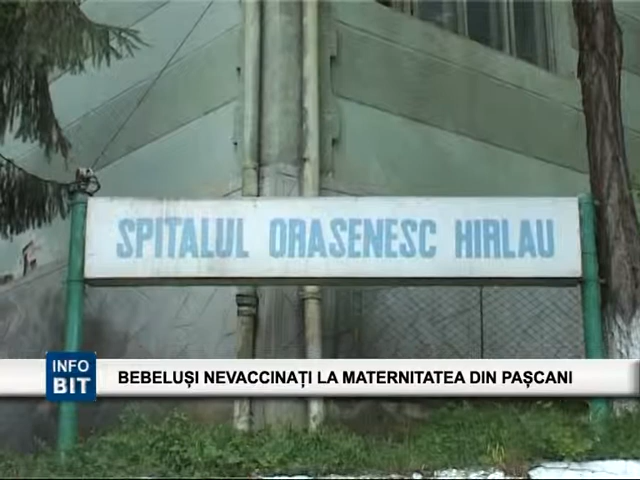 SPITALUL ORASENESC HIRLAU
INFO
BIT
BEBELUȘI NEVACCINAȚI LA MATERNITATEA DIN PAȘCANI